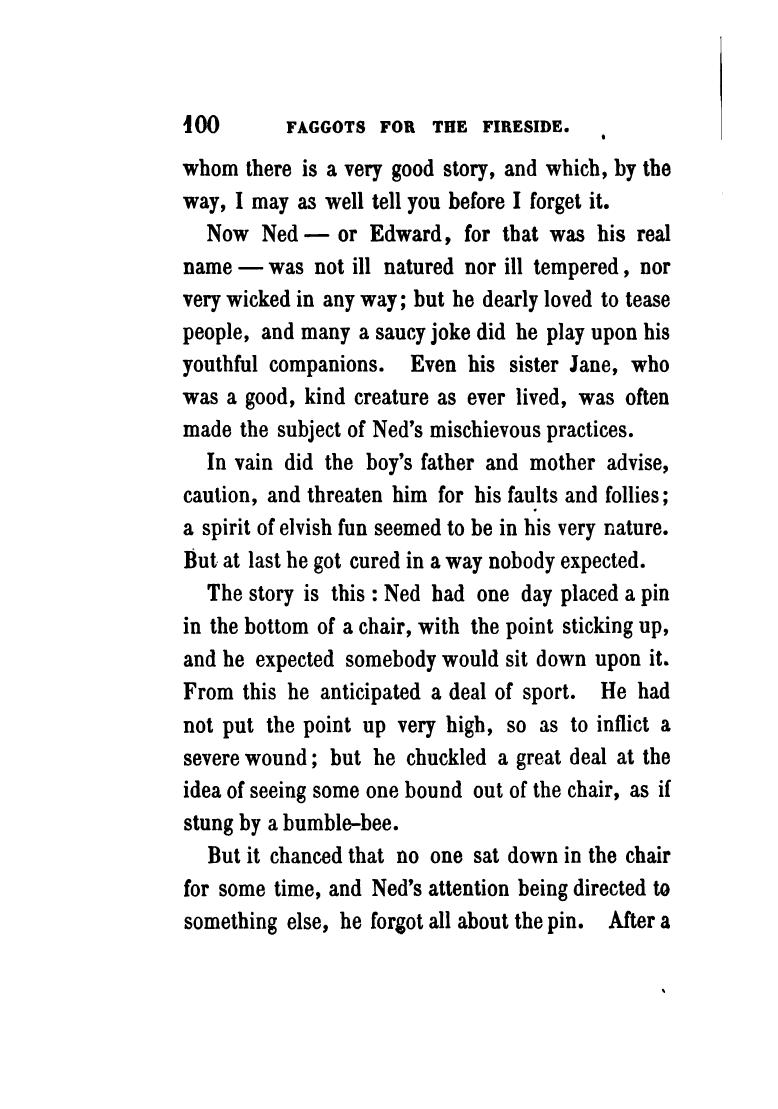 100 FAGGOTS FOR THE FIRESIDE.
whom there is a very good story, and which, by the
way, I may as well tell you before I forget it.
Now Ned — or Edward, for that was his real
name — was not ill natured nor ill tempered, nor
very wicked in any way; but he dearly loved to tease
people, and many a saucy joke did he play upon his
youthful companions. Even his sister Jane, who
was a good, kind creature as ever lived, was often
made the subject of Ned's mischievous practices.
In vain did the boy's father and mother advise,
caution, and threaten him for his faults and follies;
a spirit of elvish fun seemed to be in his very nature.
But at last he got cured in a way nobody expected.
The story is this : Ned had one day placed a pin
in the bottom of a chair, with the point sticking up,
and he expected somebody would sit down upon it.
From this he anticipated a deal of sport. He had
not put the point up very high, so as to inflict a
severe wound; but he chuckled a great deal at the
idea of seeing some one bound out of the chair, as if
stung by a bumble-bee.
But it chanced that no one sat down in the chair
for some time, and Ned's attention being directed to
something else, he forgot all about the pin. After a